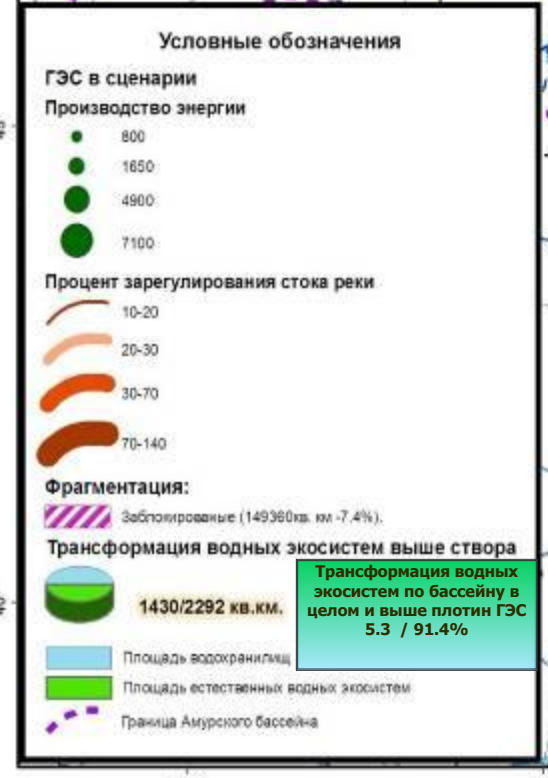 Условные обозначения
ГЭС в сценарии
Производство энергии
800
1650
4900
7100
Процент зарегулирования стока реки
10-20
20-30
30-70
70-140
Фрагментация:
Заблокированые (149360кв. км -7.4%).
Трансформация водных экосистем выше створа
1430/2292 кв.км.
Трансформация водных
экосистем по бассейну в
целом и выше плотин ГЭС
5.3 / 91.4%
Площадь водохранилищ
Площадь естественных водных экосистем
Граница Амурского бассейна